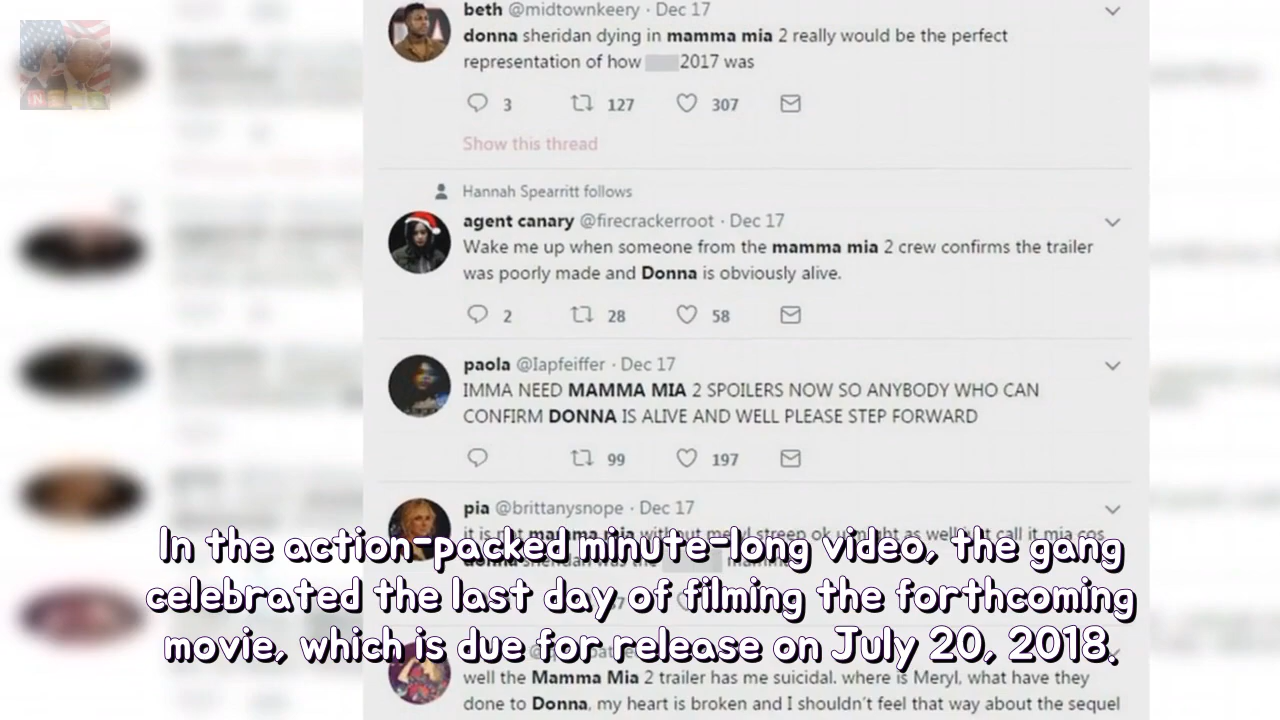 beth @midtownkeery · Dec 17
donna sheridan dying in mamma mia 2 really would be the perfect
representation of how 2017 was
3 127 307
Show this thread
Hannah Spearritt follows
agent canary @firecrackerroot · Dec 17
Wake me up when someone from the mamma mia 2 crew confirms the trailer
was poorly made and Donna is obviously alive.
2 28 58
paola @lapfeiffer · Dec 17
IMMA NEED MAMMA MIA 2 SPOILERS NOW SO ANYBODY WHO CAN
CONFIRM DONNA IS ALIVE AND WELL PLEASE STEP FORWARD
99 197
pia @brittanysnope · Dec 17
In the action-packed minute-long video, the gang
celebrated the last day of filming the forthcoming
movie, which is due for release on July 20, 2018.
well the Mamma Mia 2 trailer has me suicidal. where is Meryl, what have they
done to Donna, my heart is broken and I shouldn't feel that way about the sequel